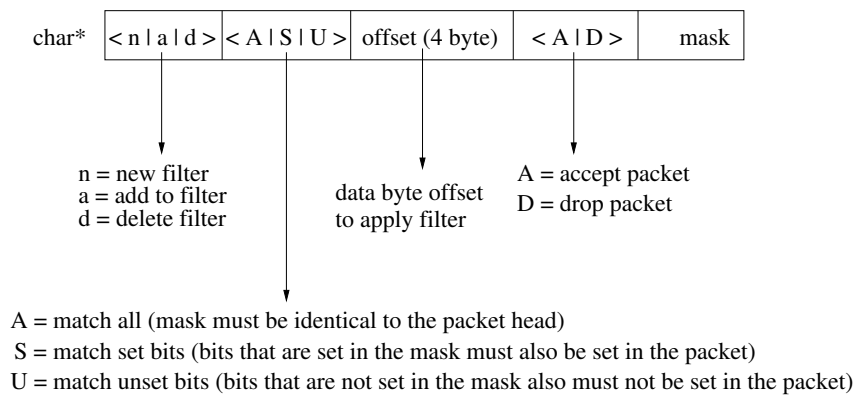 char* < n | a | d > < A | S | U > offset (4 byte) < A | D > mask
n = new filter
a = add to filter
d = delete filter
data byte offset
to apply filter
A = accept packet
D = drop packet
A = match all (mask must be identical to the packet head)
S = match set bits (bits that are set in the mask must also be set in the packet)
U = match unset bits (bits that are not set in the mask also must not be set in the packet)